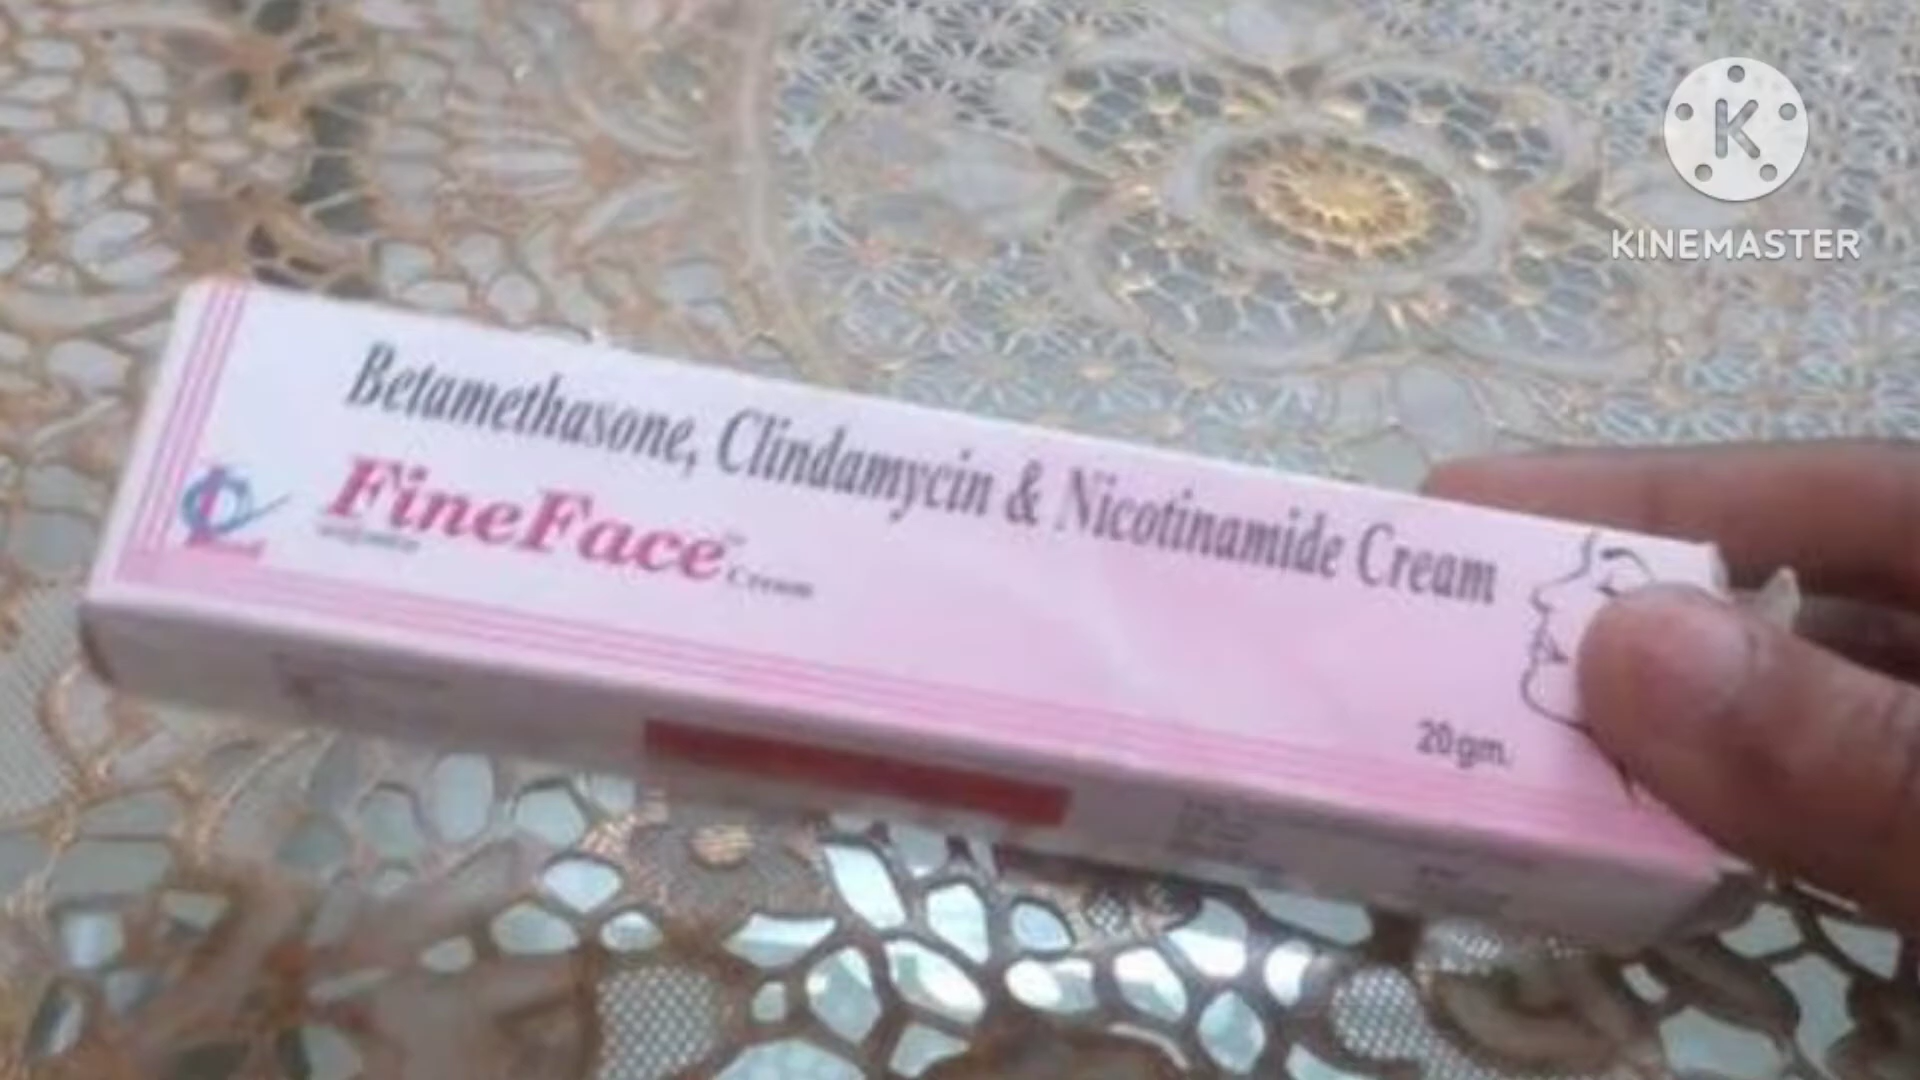 KINEMASTER
Betamethasone, Clindamycin & Nicotinamide Cream
FineFace
Cream
20gm.